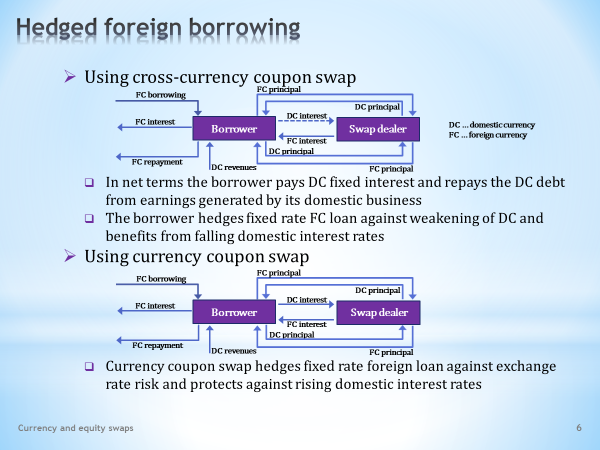 Hedged foreign borrowing
Using cross-currency coupon swap
FC principal
FC borrowing
DC principal
DC interest
FC interest
Borrower
Swap dealer
DC ... domestic currency
FC ... foreign currency
FC interest
DC principal
FC repayment
DC revenues
FC principal
In net terms the borrower pays DC fixed interest and repays the DC debt
from earnings generated by its domestic business
The borrower hedges fixed rate FC loan against weakening of DC and
benefits from falling domestic interest rates
Using currency coupon swap
FC principal
FC borrowing
DC principal
DC interest
FC interest
Borrower
Swap dealer
FC interest
DC principal
FC repayment
DC revenues
FC principal
Currency coupon swap hedges fixed rate foreign loan against exchange
rate risk and protects against rising domestic interest rates
Currency and equity swaps
6